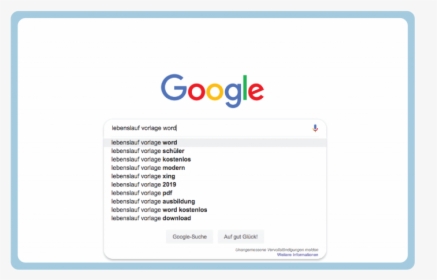 Google
lebenslauf vorlage word
lebenslauf vorlage word
lebenslauf vorlage schüler
lebenslauf vorlage kostenlos
lebenslauf vorlage modern
lebenslauf vorlage xing
lebenslauf vorlage 2019
lebenslauf vorlage pdf
lebenslauf vorlage ausbildung
lebenslauf vorlage word kostenlos
lebenslauf vorlage download
Google-Suche Auf gut Glück!
Unangemessene Vervollständigungen melden
Weitere Informationen